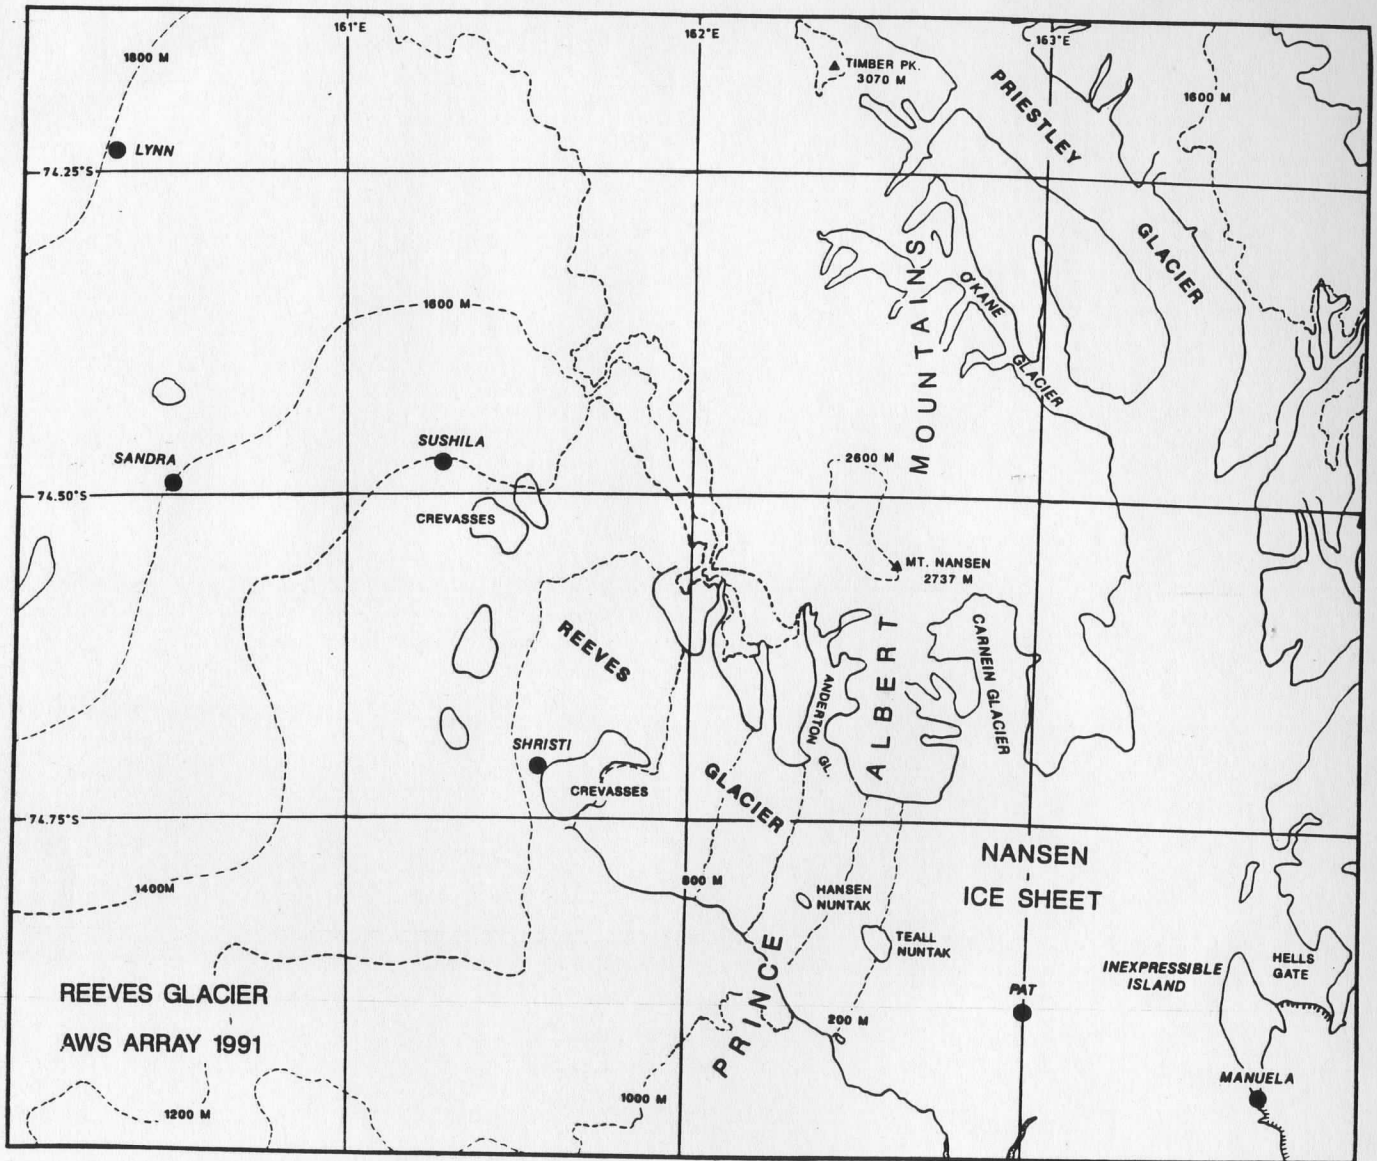 161°E
162°E
163°E
1800 M
TIMBER PK.
3070 M
PRIESTLEY
GLACIER
1600 M
LYNN
74.25°S
MOUNTAINS
O'KANE
GLACIER
1600 M
SUSHILA
SANDRA
74.50°S
CREVASSES
2600 M
MT. NANSEN
2737 M
REEVES
GLACIER
ANDERTON GL.
ALBERT
CARNEIN GLACIER
SHRISTI
CREVASSES
74.75°S
1400M
800 M
HANSEN
NUNTAK
TEALL
NUNTAK
NANSEN
ICE SHEET
PRINCE
INEXPRESSIBLE
ISLAND
HELLS
GATE
PAT
REEVES GLACIER
AWS ARRAY 1991
200 M
MANUELA
1000 M
1200 M